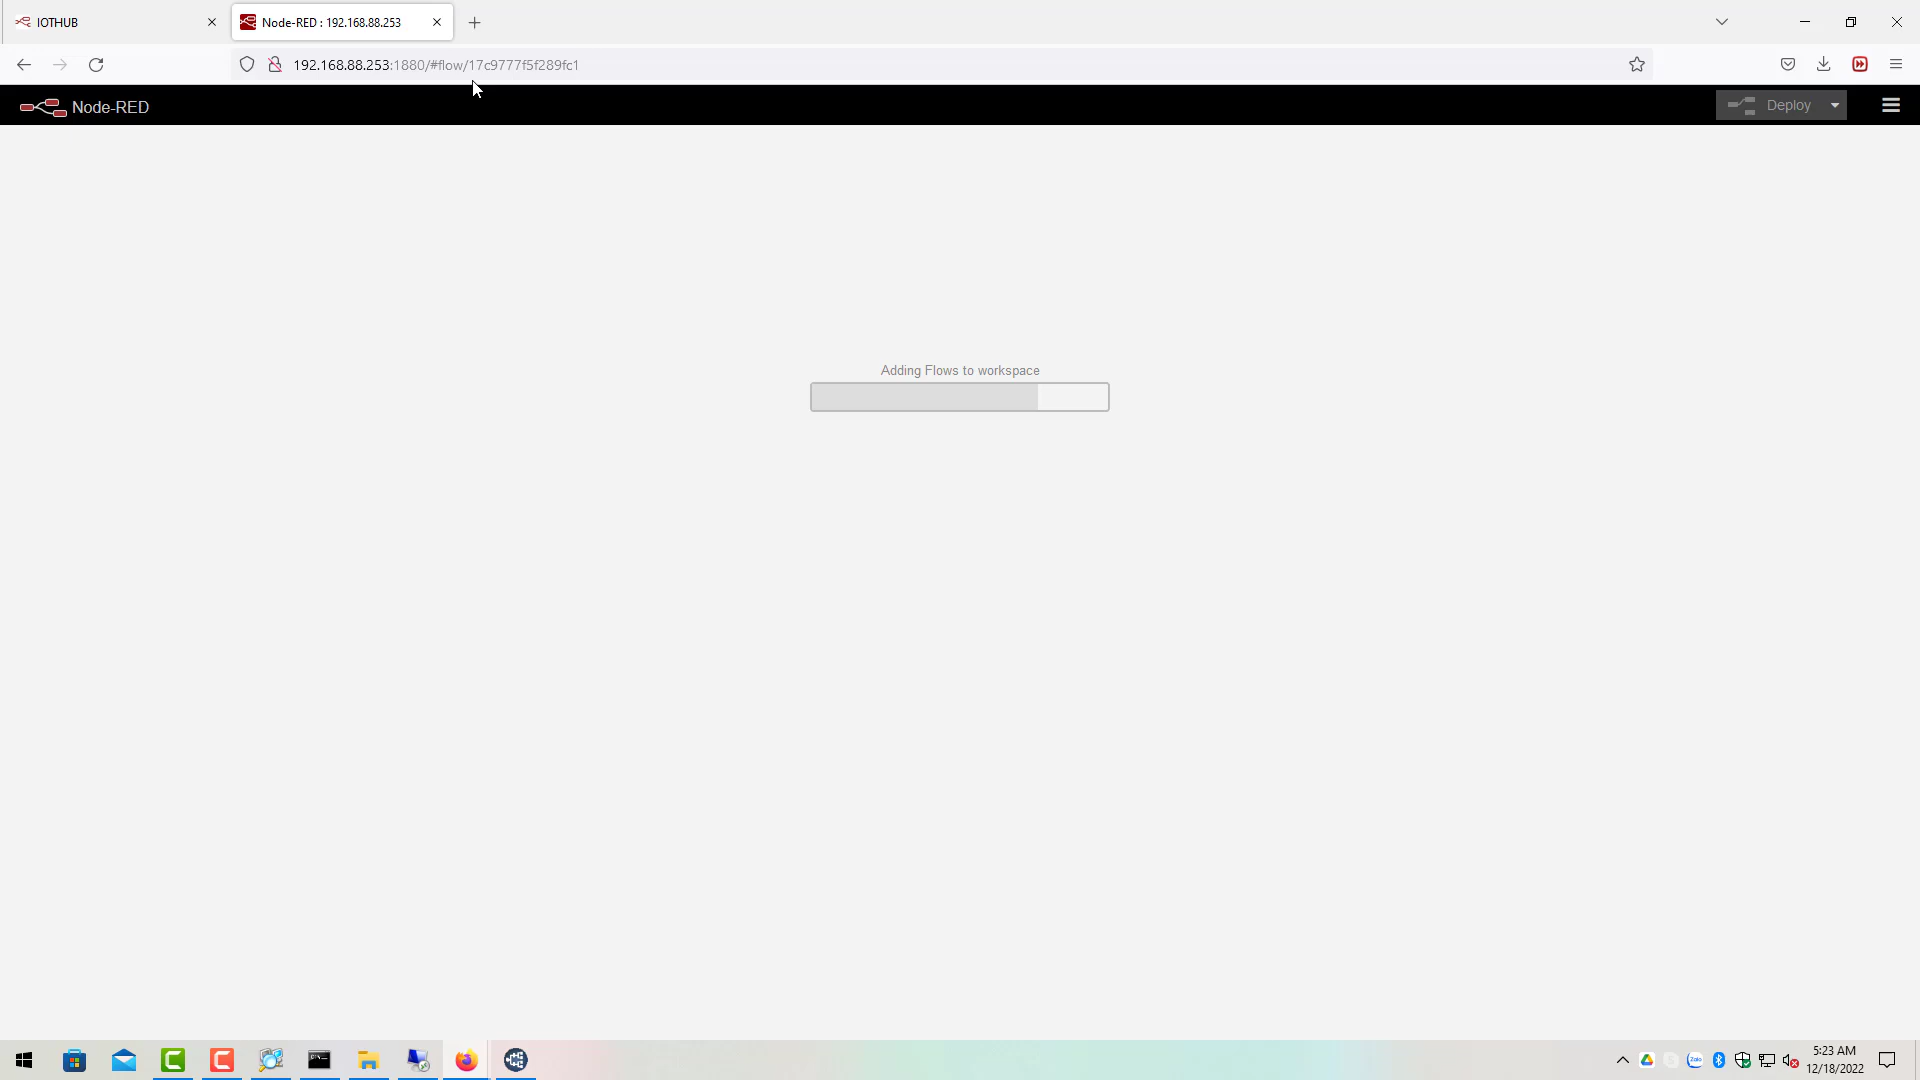 IOTHUB
Node-RED : 192.168.88.253
192.168.88.253:1880/#flow/17c9777f5f289fc1
Node-RED
Deploy
Adding Flows to workspace
Zalo
5:23 AM
12/18/2022